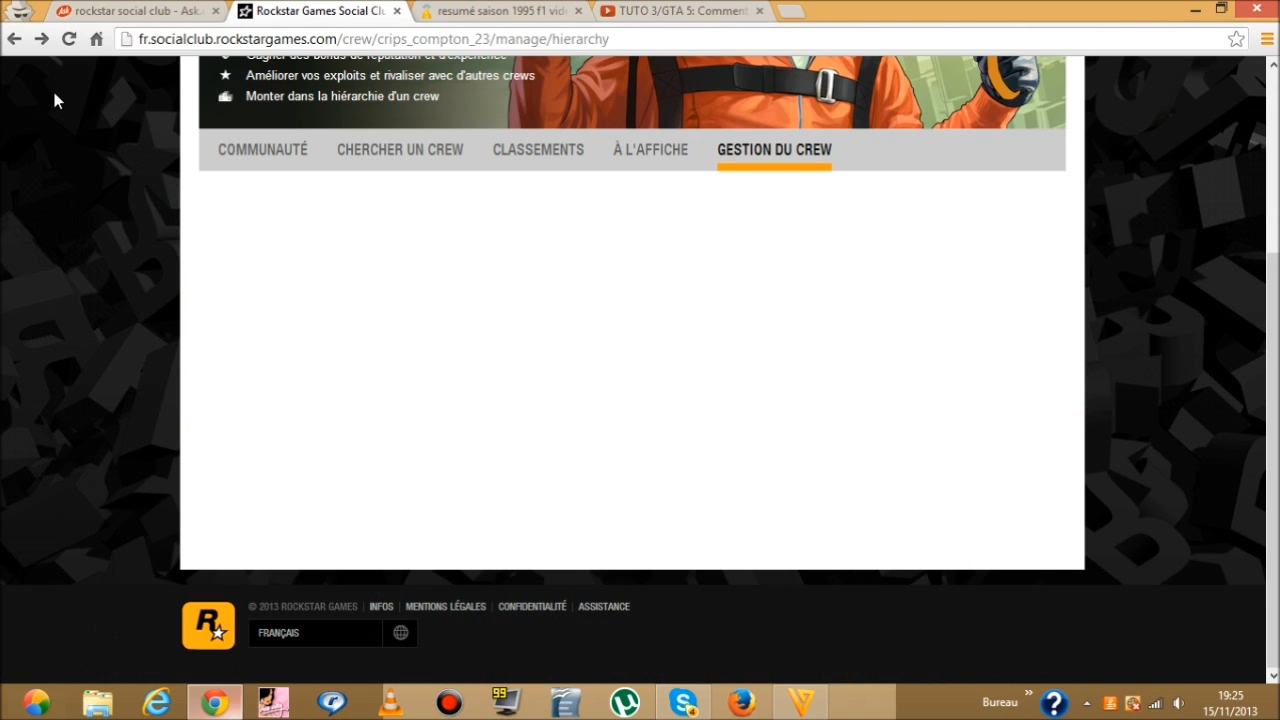 rockstar social club - Ask.
Rockstar Games Social Clu
resumé saison 1995 f1 vid
TUTO 3/GTA 5: Comment
fr.socialclub.rockstargames.com/crew/crips_compton_23/manage/hierarchy
Gagner des bonus de réputation et d'expérience
Améliorer vos exploits et rivaliser avec d'autres crews
Monter dans la hiérarchie d'un crew
COMMUNAUTÉ CHERCHER UN CREW CLASSEMENTS À L'AFFICHE GESTION DU CREW
© 2013 ROCKSTAR GAMES | INFOS | MENTIONS LÉGALES | CONFIDENTIALITÉ | ASSISTANCE
FRANÇAIS
99
4
Bureau
19:25
15/11/2013